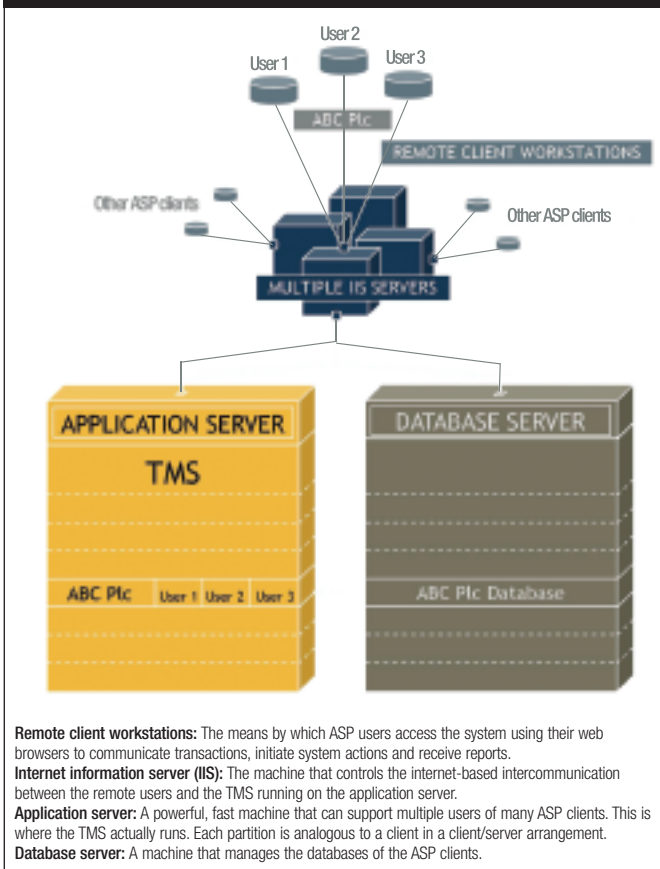 User 2
User 1
User 3
ABC Plc
REMOTE CLIENT WORKSTATIONS
Other ASP clients
Other ASP clients
MULTIPLE IIS SERVERS
APPLICATION SERVER
DATABASE SERVER
TMS
ABC Plc User 1 User 2 User 3
ABC Plc Database
Remote client workstations: The means by which ASP users access the system using their web
browsers to communicate transactions, initiate system actions and receive reports.
Internet information server (IIS): The machine that controls the internet-based intercommunication
between the remote users and the TMS running on the application server.
Application server: A powerful, fast machine that can support multiple users of many ASP clients. This is
where the TMS actually runs. Each partition is analogous to a client in a client/server arrangement.
Database server: A machine that manages the databases of the ASP clients.